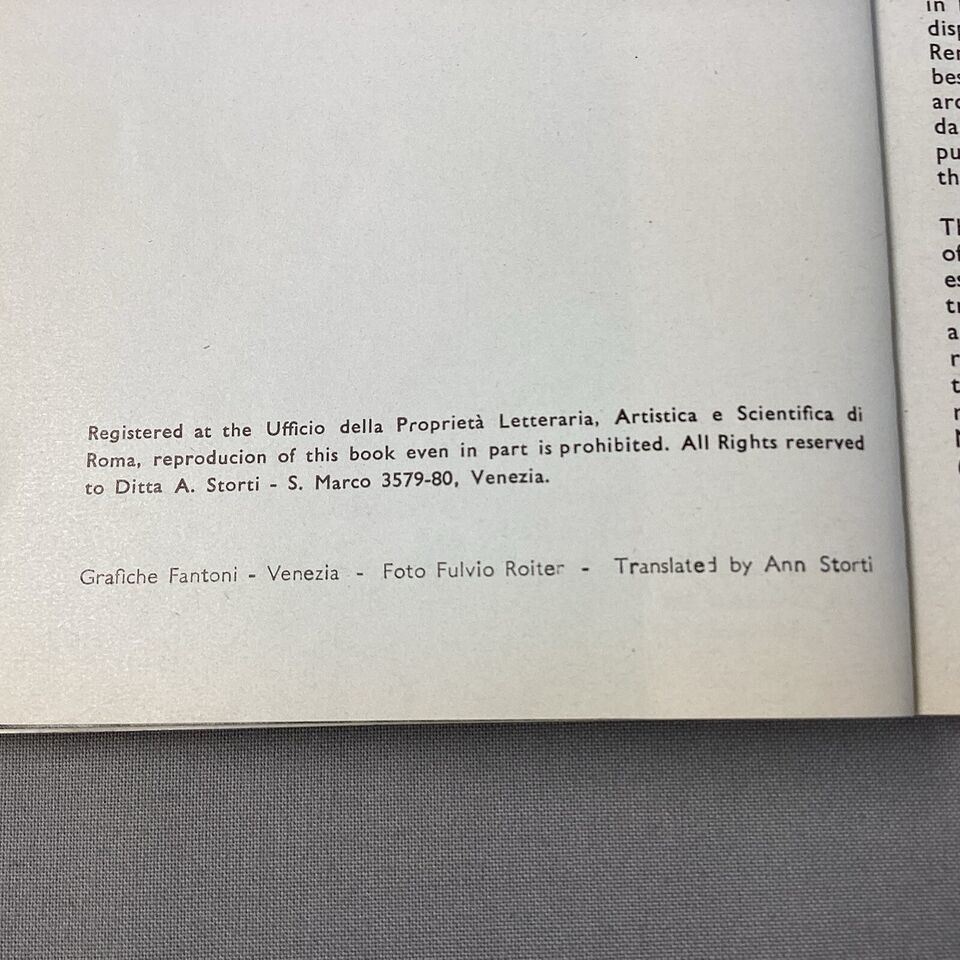 Registered at the Ufficio della Proprietà Letteraria, Artistica e Scientifica di
Roma, reproducion of this book even in part is prohibited. All Rights reserved
to Ditta A. Storti - S. Marco 3579-80, Venezia.
Grafiche Fantoni - Venezia - Foto Fulvio Roiter - Translated by Ann Storti
in